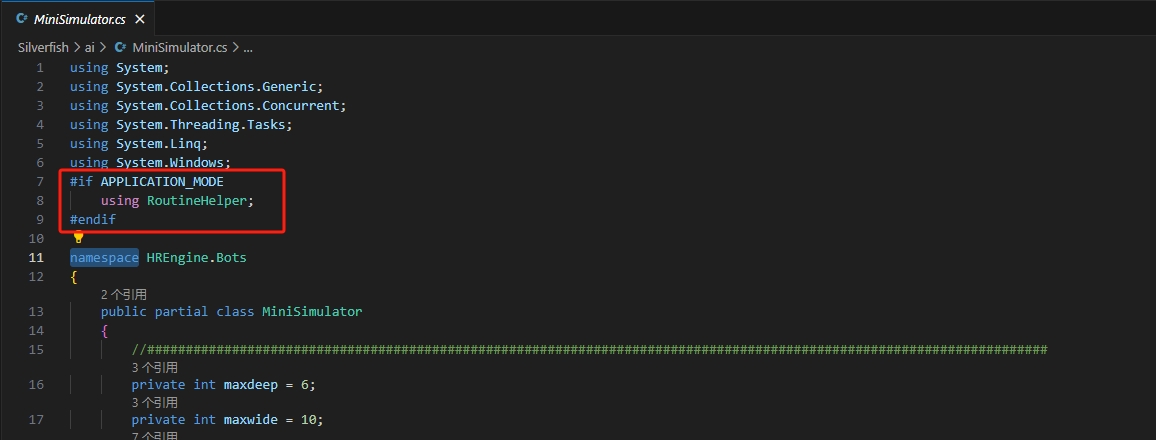 MiniSimulator.cs
Silverfish > ai > MiniSimulator.cs > ...
1 using System;
2 using System.Collections.Generic;
3 using System.Collections.Concurrent;
4 using System.Threading.Tasks;
5 using System.Linq;
6 using System.Windows;
7 #if APPLICATION_MODE
8 using RoutineHelper;
9 #endif
10
11 namespace HREngine.Bots
12 {
2 个引用
13 public partial class MiniSimulator
14 {
15 //#####################################################################################################################
3 个引用
16 private int maxdeep = 6;
3 个引用
17 private int maxwide = 10;
7 个引用